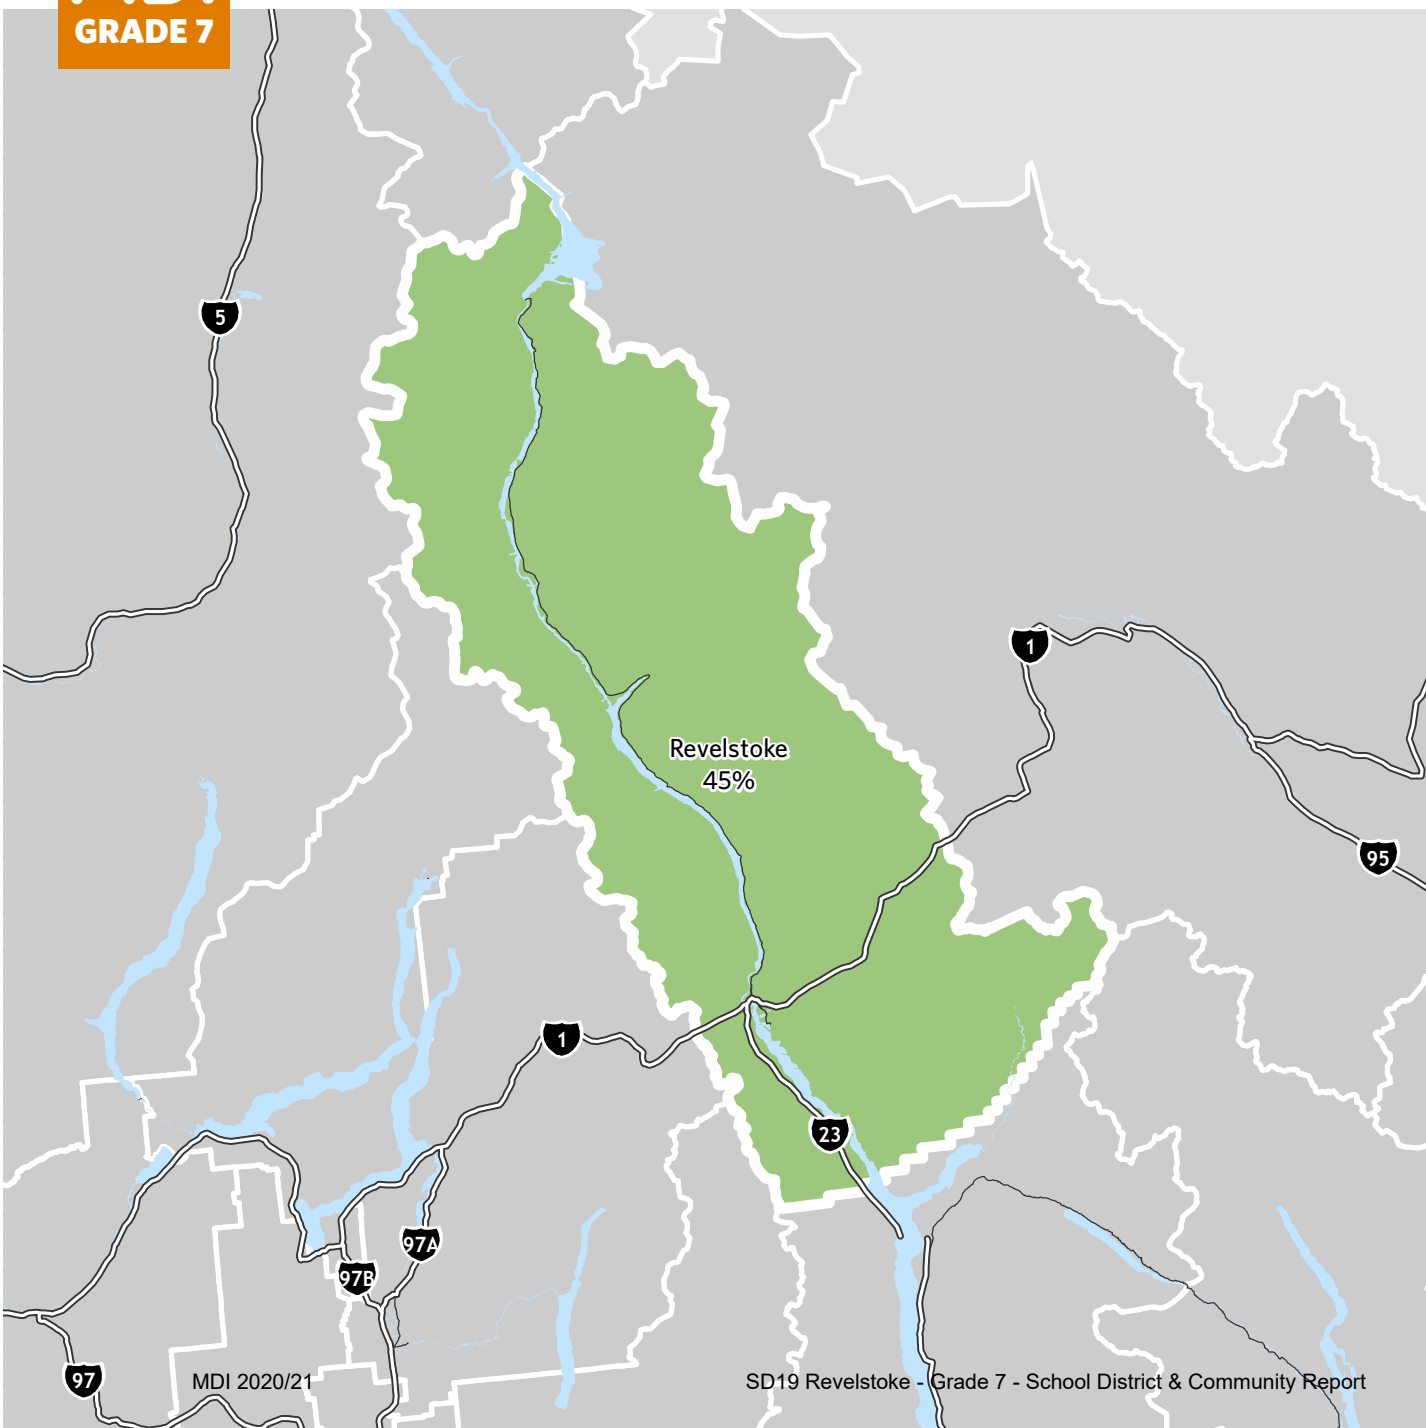 GRADE 7
5
1
Revelstoke
45%
95
1
23
97A
97B
97
MDI 2020/21
SD19 Revelstoke - Grade 7 - School District & Community Report